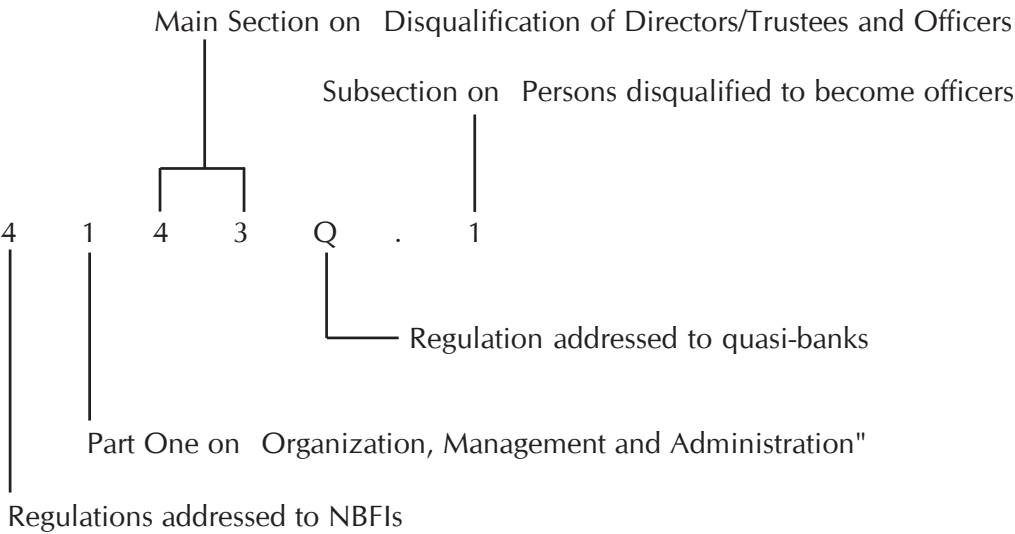 Main Section on Disqualification of Directors/Trustees and Officers
Subsection on Persons disqualified to become officers
4 1 4 3 Q . 1
Regulation addressed to quasi-banks
Part One on Organization, Management and Administration"
Regulations addressed to NBFIs